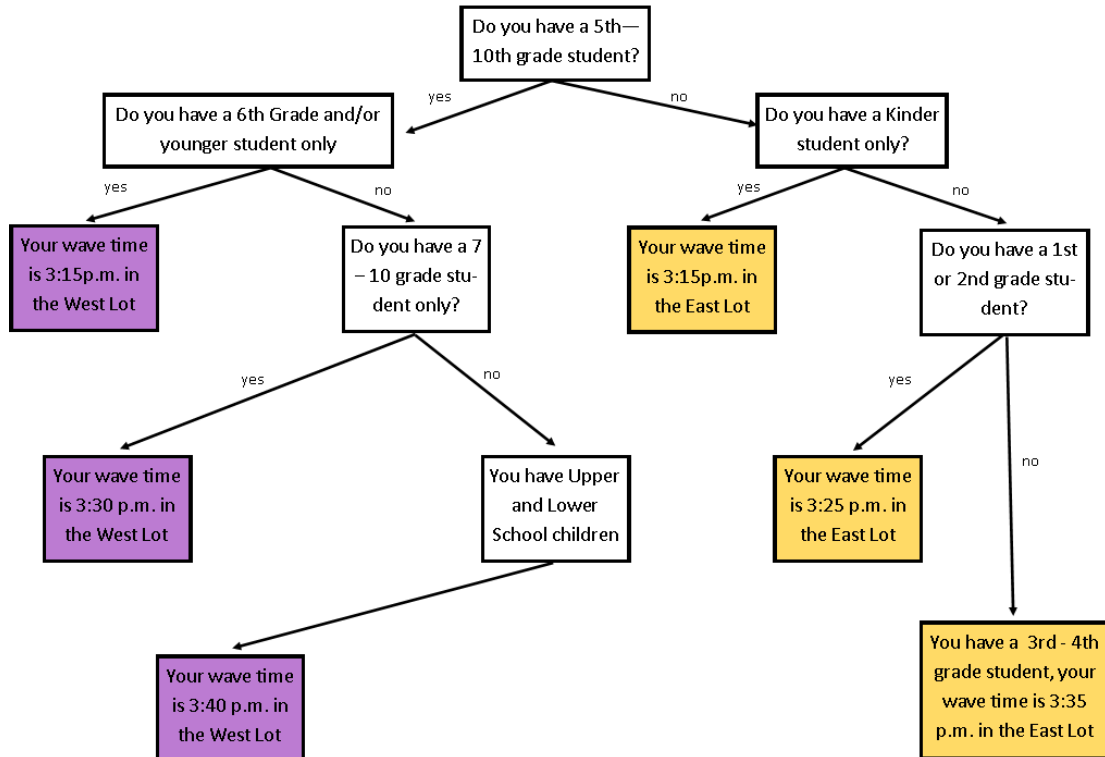 Do you have a 5th—
10th grade student?
yes
no
Do you have a 6th Grade and/or
younger student only
Do you have a Kinder
student only?
yes
no
yes
no
Your wave time
is 3:15p.m. in
the West Lot
Do you have a 7
– 10 grade stu-
dent only?
Your wave time
is 3:15p.m. in
the East Lot
Do you have a 1st
or 2nd grade stu-
dent?
yes
no
yes
no
Your wave time
is 3:30 p.m. in
the West Lot
You have Upper
and Lower
School children
Your wave time
is 3:25 p.m. in
the East Lot
Your wave time
is 3:40 p.m. in
the West Lot
You have a 3rd - 4th
grade student, your
wave time is 3:35
p.m. in the East Lot